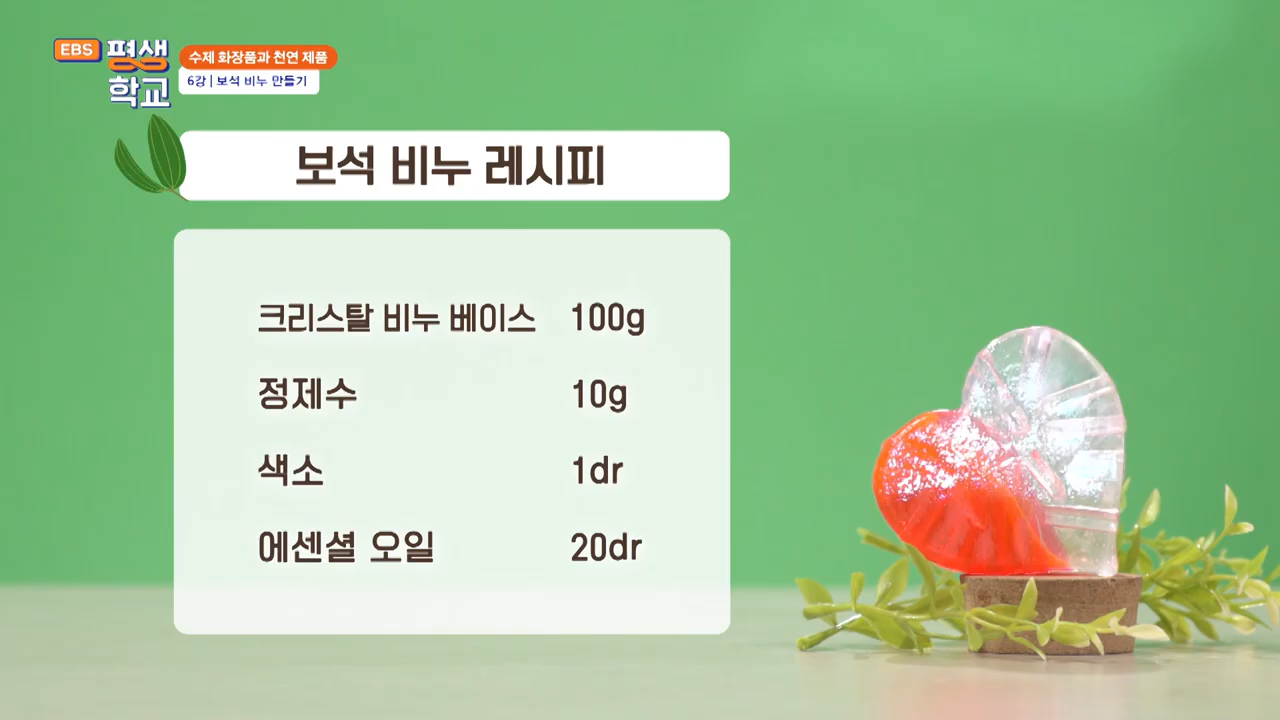 EBS 평생
학교
수제 화장품과 천연 제품
6강 | 보석 비누 만들기
보석 비누 레시피
크리스탈 비누 베이스 100g
정제수 10g
색소 1dr
에센셜 오일 20dr